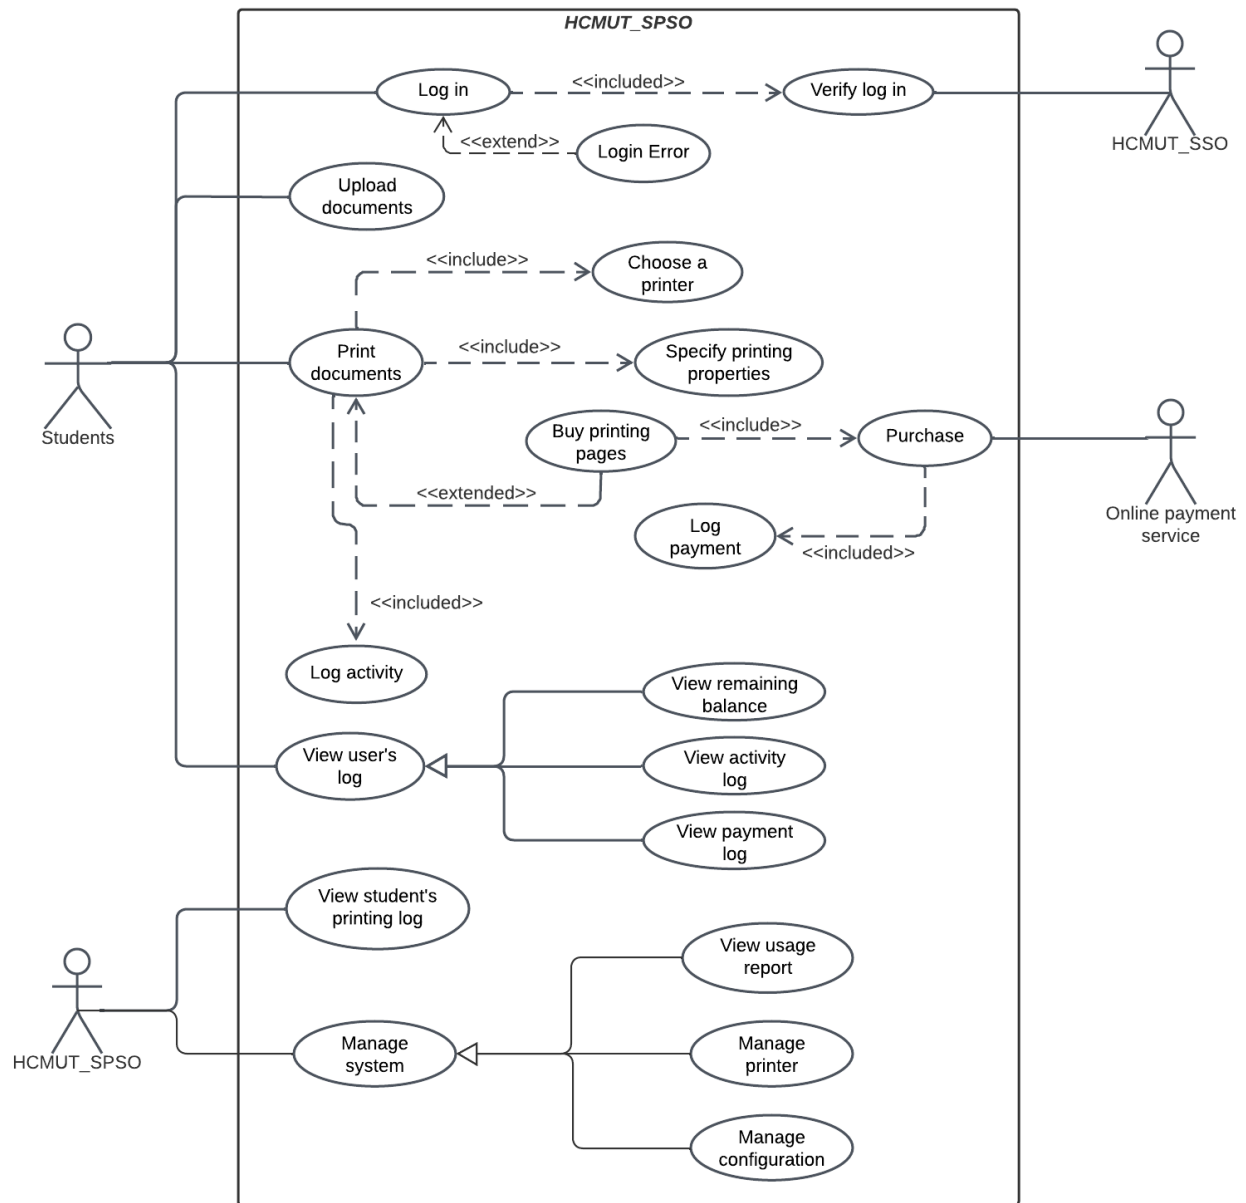 HCMUT_SPSO
Log in
<<included>>
Verify log in
HCMUT_SSO
<<extend>>
Login Error
Upload
documents
<<include>>
Choose a
printer
Students
Print
documents
<<include>>
Specify printing
properties
Buy printing
pages
<<include>>
Purchase
Online payment
service
<<extended>>
Log
payment
<<included>>
<<included>>
Log activity
View remaining
balance
View user's
log
View activity
log
View payment
log
View student's
printing log
HCMUT_SPSO
View usage
report
Manage
system
Manage
printer
Manage
configuration